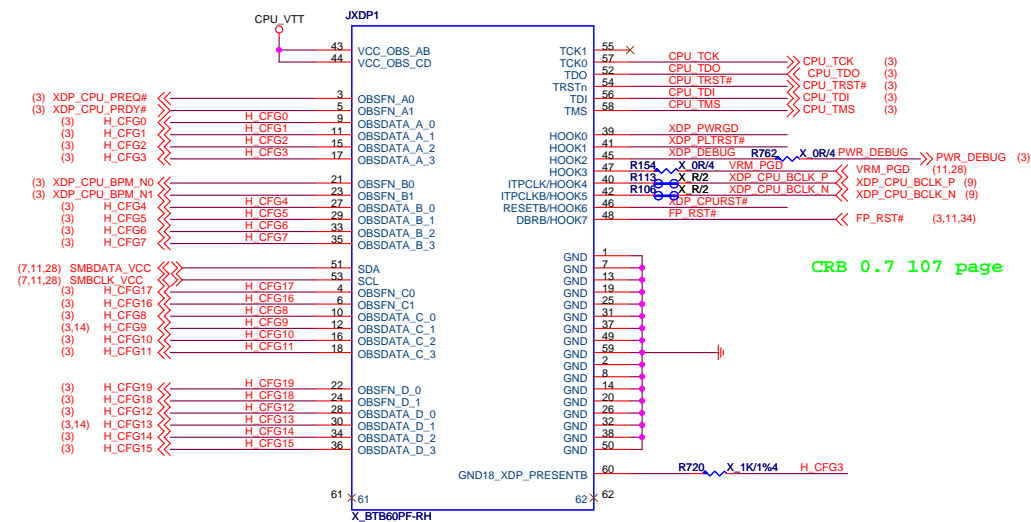 JXDP1
CPU_VTT
43 VCC_OBS_AB
44 VCC_OBS_CD
(3) XDP_CPU_PREQ# 3 OBSFN_A0
(3) XDP_CPU_PRDY# 5 OBSFN_A1
(3) H_CFG0 H_CFG0 9 OBSDATA_A_0
(3) H_CFG1 H_CFG1 11 OBSDATA_A_1
(3) H_CFG2 H_CFG2 15 OBSDATA_A_2
(3) H_CFG3 H_CFG3 17 OBSDATA_A_3
(3) XDP_CPU_BPM_N0 21 OBSFN_B0
(3) XDP_CPU_BPM_N1 23 OBSFN_B1
(3) H_CFG4 H_CFG4 27 OBSDATA_B_0
(3) H_CFG5 H_CFG5 29 OBSDATA_B_1
(3) H_CFG6 H_CFG6 33 OBSDATA_B_2
(3) H_CFG7 H_CFG7 35 OBSDATA_B_3
(7,11,28) SMBDATA_VCC 51 SDA
(7,11,28) SMBCLK_VCC 53 SCL
(3) H_CFG17 H_CFG17 4 OBSFN_C0
(3) H_CFG16 H_CFG16 6 OBSFN_C1
(3) H_CFG8 H_CFG8 10 OBSDATA_C_0
(3,14) H_CFG9 H_CFG9 12 OBSDATA_C_1
(3) H_CFG10 H_CFG10 16 OBSDATA_C_2
(3) H_CFG11 H_CFG11 18 OBSDATA_C_3
(3) H_CFG19 H_CFG19 22 OBSFN_D_0
(3) H_CFG18 H_CFG18 24 OBSFN_D_1
(3) H_CFG12 H_CFG12 28 OBSDATA_D_0
(3,14) H_CFG13 H_CFG13 30 OBSDATA_D_1
(3) H_CFG14 H_CFG14 34 OBSDATA_D_2
(3) H_CFG15 H_CFG15 36 OBSDATA_D_3
61 61
X_BTB60PF-RH
TCK1 55
TCK0 57 CPU_TCK CPU_TCK (3)
TDO 52 CPU_TDO CPU_TDO (3)
TRSTn 54 CPU_TRST# CPU_TRST# (3)
TDI 56 CPU_TDI CPU_TDI (3)
TMS 58 CPU_TMS CPU_TMS (3)
HOOK0 39 XDP_PWRGD
HOOK1 41 XDP_PLTRST#
HOOK2 45 XDP_DEBUG R762 X_0R/4 PWR_DEBUG PWR_DEBUG (3)
HOOK3 47 R154 X_0R/4 VRM_PGD VRM_PGD (11,28)
ITPCLK/HOOK4 40 R113 X_R/2 XDP_CPU_BCLK_P XDP_CPU_BCLK_P (9)
ITPCLKB/HOOK5 42 R106 X_R/2 XDP_CPU_BCLK_N XDP_CPU_BCLK_N (9)
RESETB/HOOK6 46 XDP_CPURST#
DBRB/HOOK7 48 FP_RST# FP_RST# (3,11,34)
GND 1
GND 7
GND 13
GND 19
GND 25
GND 31
GND 37
GND 49
GND 59
GND 2
GND 8
GND 14
GND 20
GND 26
GND 32
GND 38
GND 50
CRB 0.7 107 page
GND18_XDP_PRESENTB 60 R720 X_1K/1%4 H_CFG3
62 62